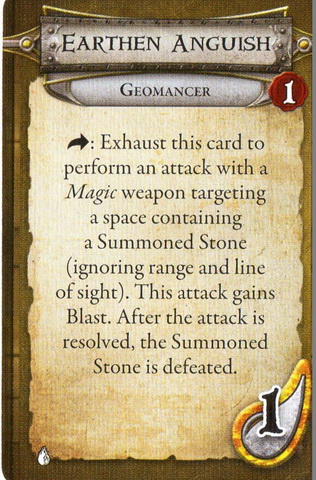 EARTHEN ANGUISH
GEOMANCER
1
: Exhaust this card to
perform an attack with a
Magic weapon targeting
a space containing
a Summoned Stone
(ignoring range and line
of sight). This attack gains
Blast. After the attack is
resolved, the Summoned
Stone is defeated.
1